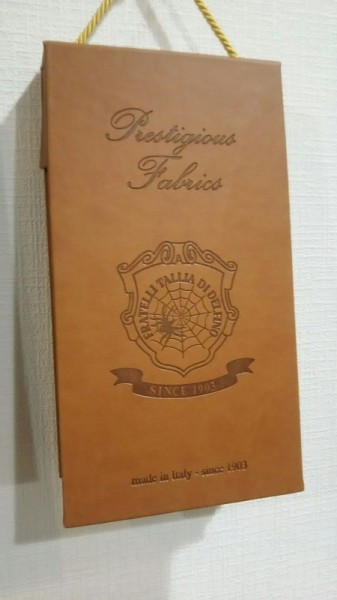 Prestigious
Fabrics
FRATELLI TALLIA DI DELFINO
SINCE 1903
made in Italy - since 1903